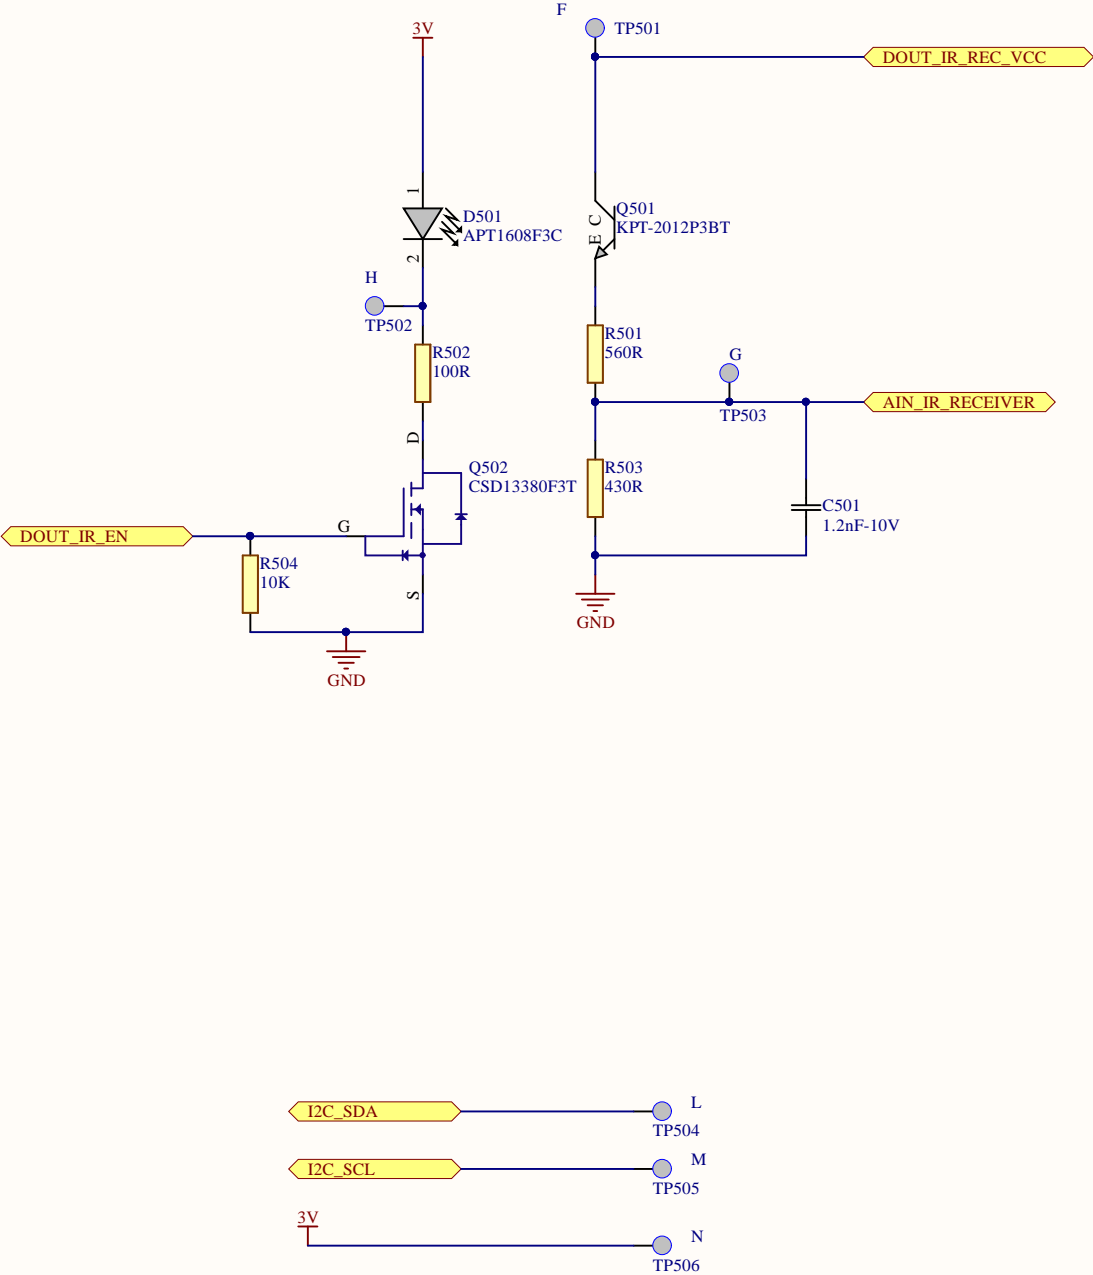 F
TP501
3V
DOUT_IR_REC_VCC
1
D501
APT1608F3C
2
C
E
Q501
KPT-2012P3BT
H
TP502
R502
100R
R501
560R
G
TP503
AIN_IR_RECEIVER
D
Q502
CSD13380F3T
R503
430R
C501
1.2nF-10V
DOUT_IR_EN
G
R504
10K
S
GND
GND
I2C_SDA
L
TP504
I2C_SCL
M
TP505
3V
N
TP506